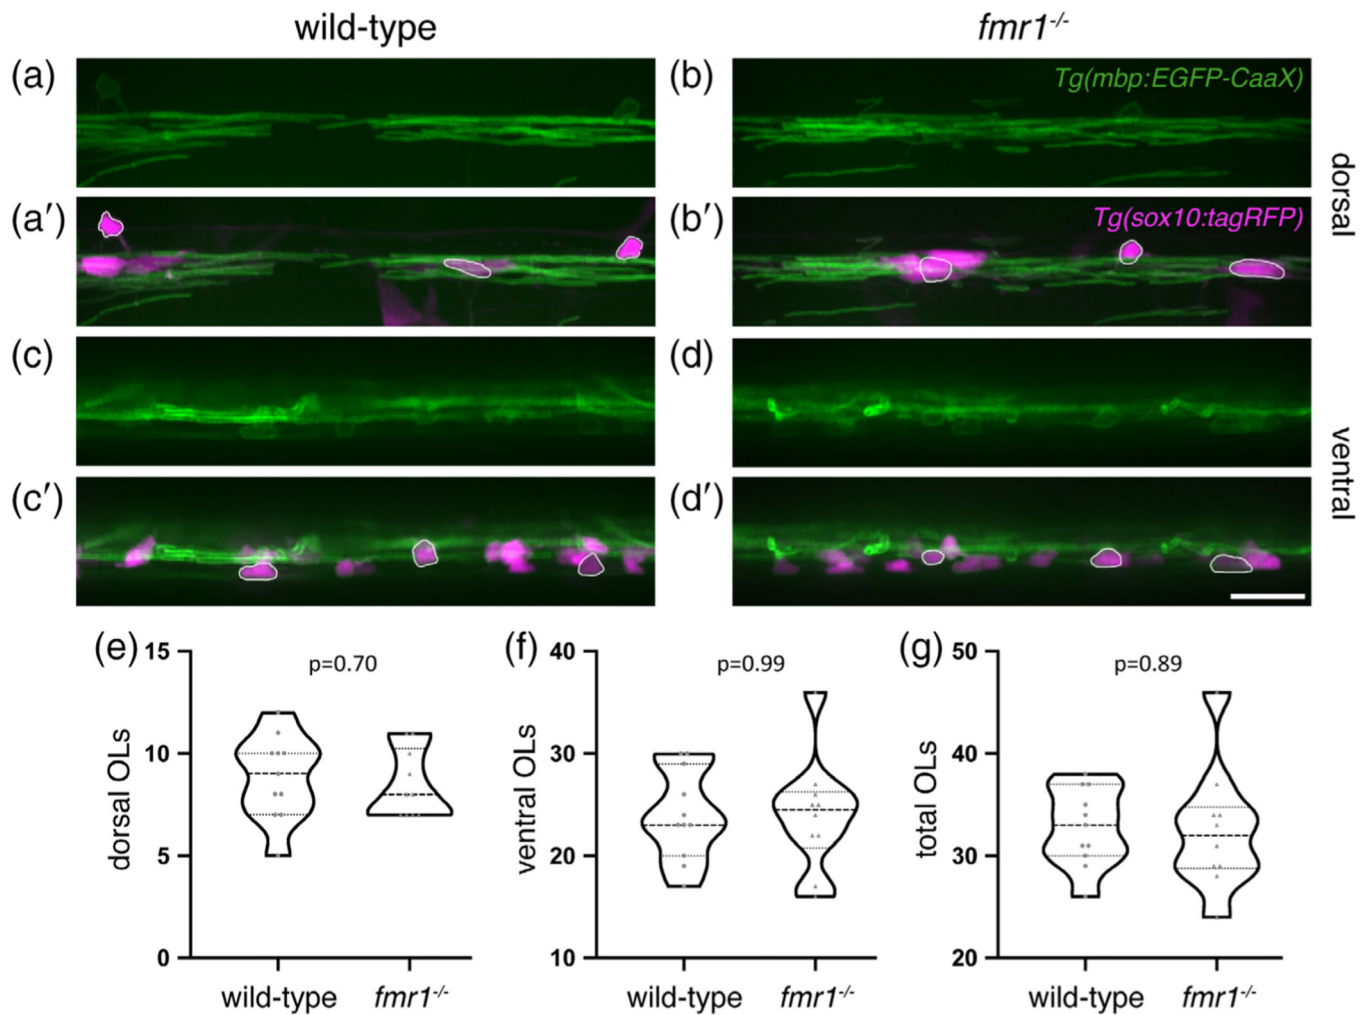 wild-type
fmr1-/-
(a)
(b)
Tg(mbp:EGFP-CaaX)
dorsal
(a′)
(b′)
Tg(sox10:tagRFP)
(c)
(d)
ventral
(c′)
(d′)
(e)
15
p=0.70
10
5
0
dorsal OLs
wild-type
fmr1-/-
(f)
40
p=0.99
30
20
10
ventral OLs
wild-type
fmr1-/-
(g)
50
p=0.89
40
30
20
total OLs
wild-type
fmr1-/-